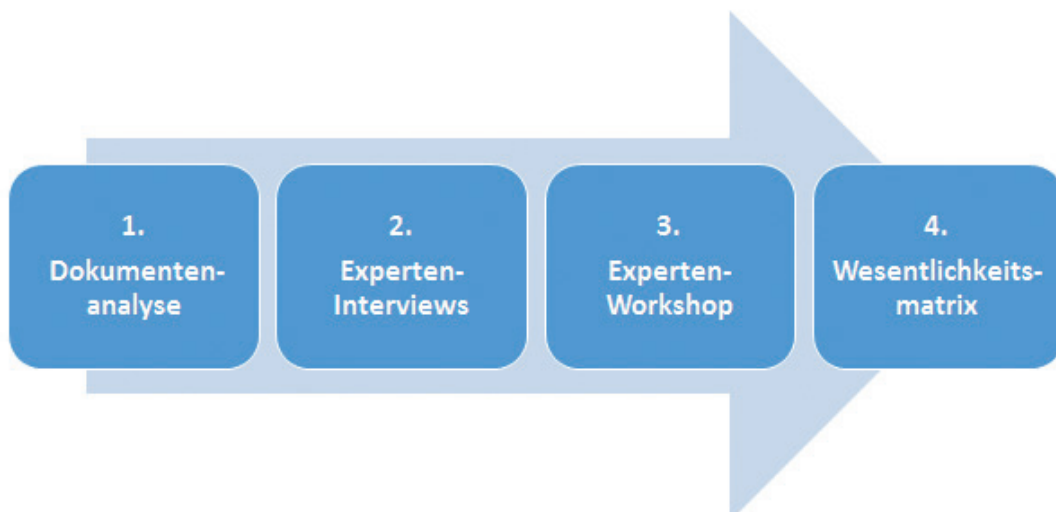 1.
Dokumenten-
analyse
2.
Experten-
Interviews
3.
Experten-
Workshop
4.
Wesentlichkeits-
matrix